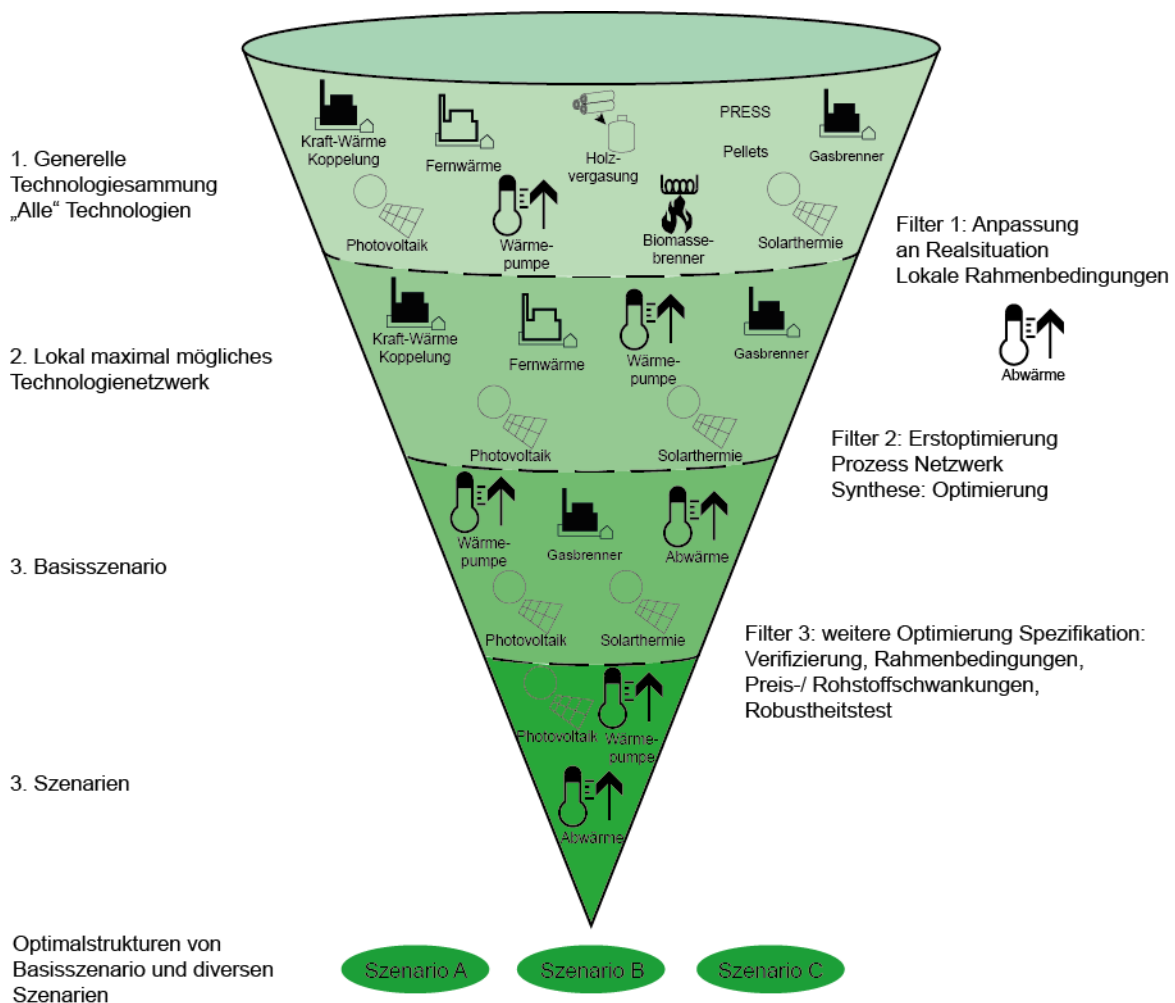 PRESS
Kraft-Wärme
Koppelung
Fernwärme
Holz-
vergasung
Pellets
Gasbrenner
1. Generelle
Technologiesammung
„Alle“ Technologien
Photovoltaik
Wärme-
pumpe
Biomasse-
brenner
Solarthermie
Filter 1: Anpassung
an Realsituation
Lokale Rahmenbedingungen
Abwärme
2. Lokal maximal mögliches
Technologienetzwerk
Kraft-Wärme
Koppelung
Fernwärme
Wärme-
pumpe
Gasbrenner
Photovoltaik
Solarthermie
Filter 2: Erstoptimierung
Prozess Netzwerk
Synthese: Optimierung
3. Basisszenario
Wärme-
pumpe
Gasbrenner
Abwärme
Photovoltaik
Solarthermie
Filter 3: weitere Optimierung Spezifikation:
Verifizierung, Rahmenbedingungen,
Preis-/ Rohstoffschwankungen,
Robustheitstest
3. Szenarien
Photovoltaik
Wärme-
pumpe
Abwärme
Optimalstrukturen von
Basisszenario und diversen
Szenarien
Szenario A
Szenario B
Szenario C